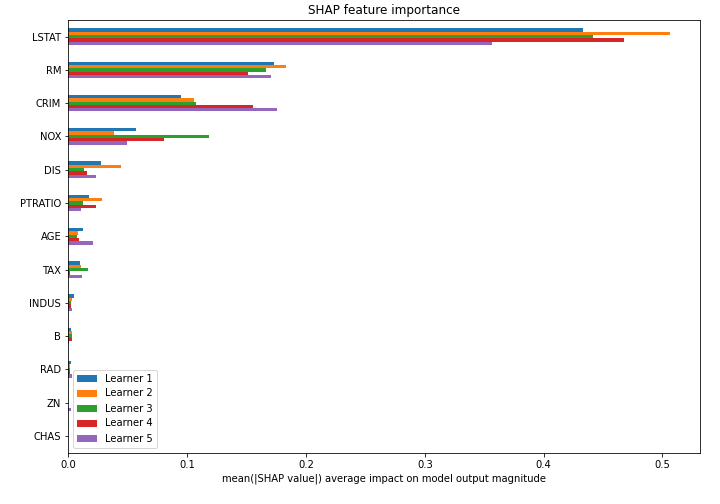 SHAP feature importance
LSTAT
RM
CRIM
NOX
DIS
PTRATIO
AGE
TAX
INDUS
B
RAD
ZN
CHAS
Learner 1
Learner 2
Learner 3
Learner 4
Learner 5
0.0 0.1 0.2 0.3 0.4 0.5
mean(|SHAP value|) average impact on model output magnitude